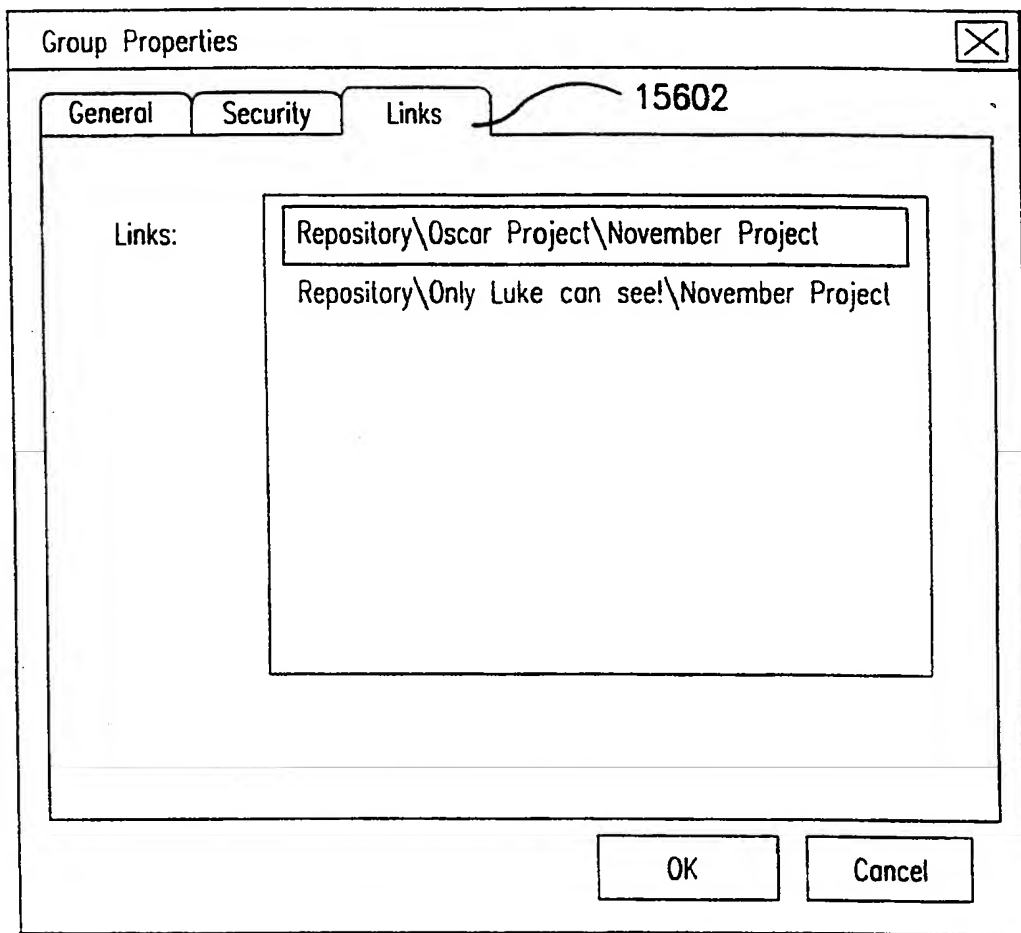 Group Properties
General Security Links 15602
Links:
Repository\Oscar Project\November Project
Repository\Only Luke can see!\November Project
OK Cancel